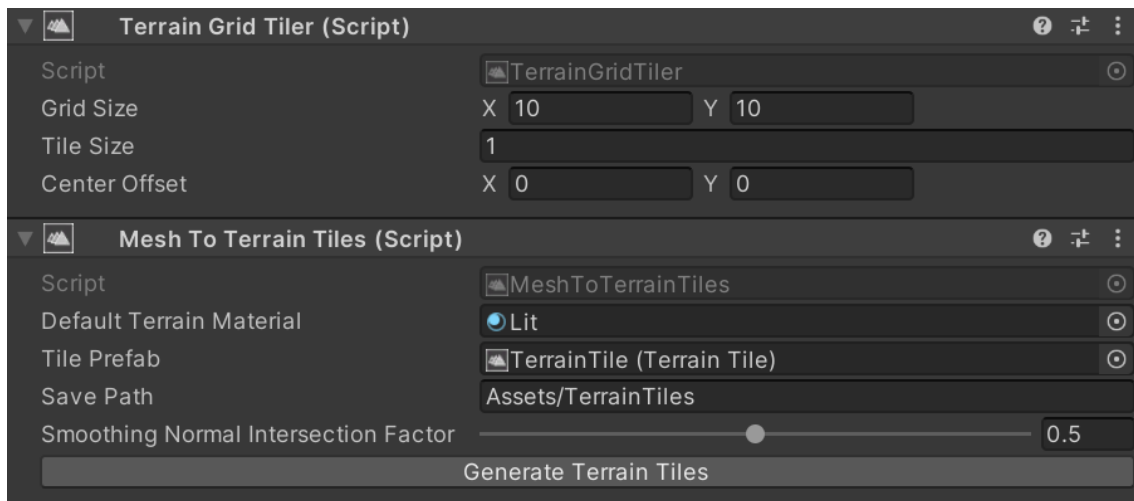 Terrain Grid Tiler (Script)
Script TerrainGridTiler
Grid Size X 10 Y 10
Tile Size 1
Center Offset X 0 Y 0
Mesh To Terrain Tiles (Script)
Script MeshToTerrainTiles
Default Terrain Material Lit
Tile Prefab TerrainTile (Terrain Tile)
Save Path Assets/TerrainTiles
Smoothing Normal Intersection Factor 0.5
Generate Terrain Tiles